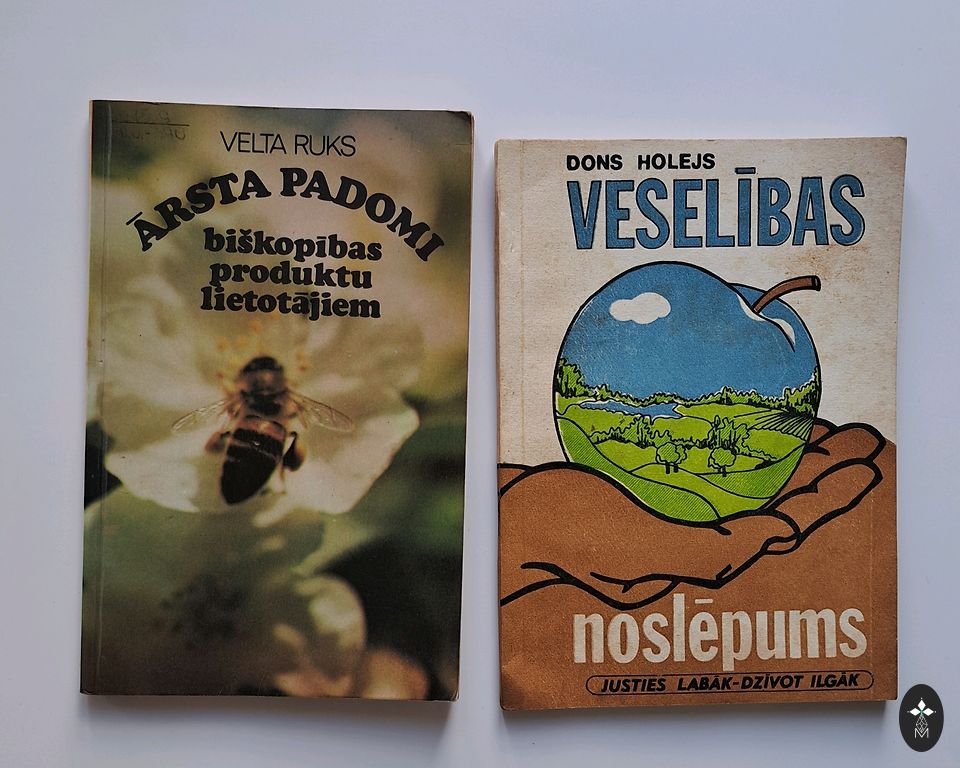 VELTA RUKS
ĀRSTA PADOMI
biškopības
produktu
lietotājiem
DONS HOLEJS
VESELĪBAS
noslēpums
JUSTIES LABĀK-DZĪVOT ILGĀK
M